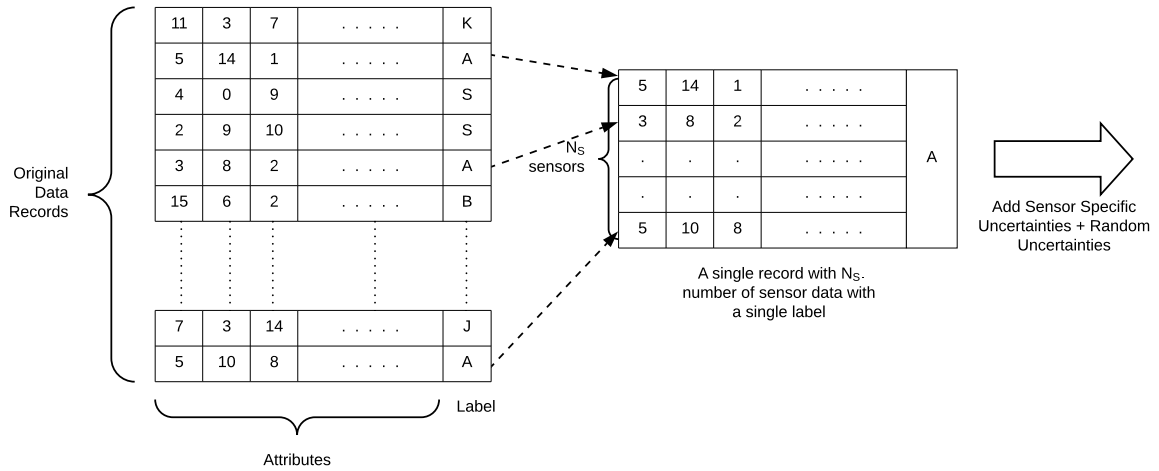 11 3 7 . . . . . K
5 14 1 . . . . . A
4 0 9 . . . . . S
2 9 10 . . . . . S
3 8 2 . . . . . A
15 6 2 . . . . . B
7 3 14 . . . . . J
5 10 8 . . . . . A
Original
Data
Records
Label
Attributes
N_S
sensors
5 14 1 . . . . .
3 8 2 . . . . .
. . . . . . . .
. . . . . . . .
5 10 8 . . . . .
A
A single record with N_S.
number of sensor data with
a single label
Add Sensor Specific
Uncertainties + Random
Uncertainties